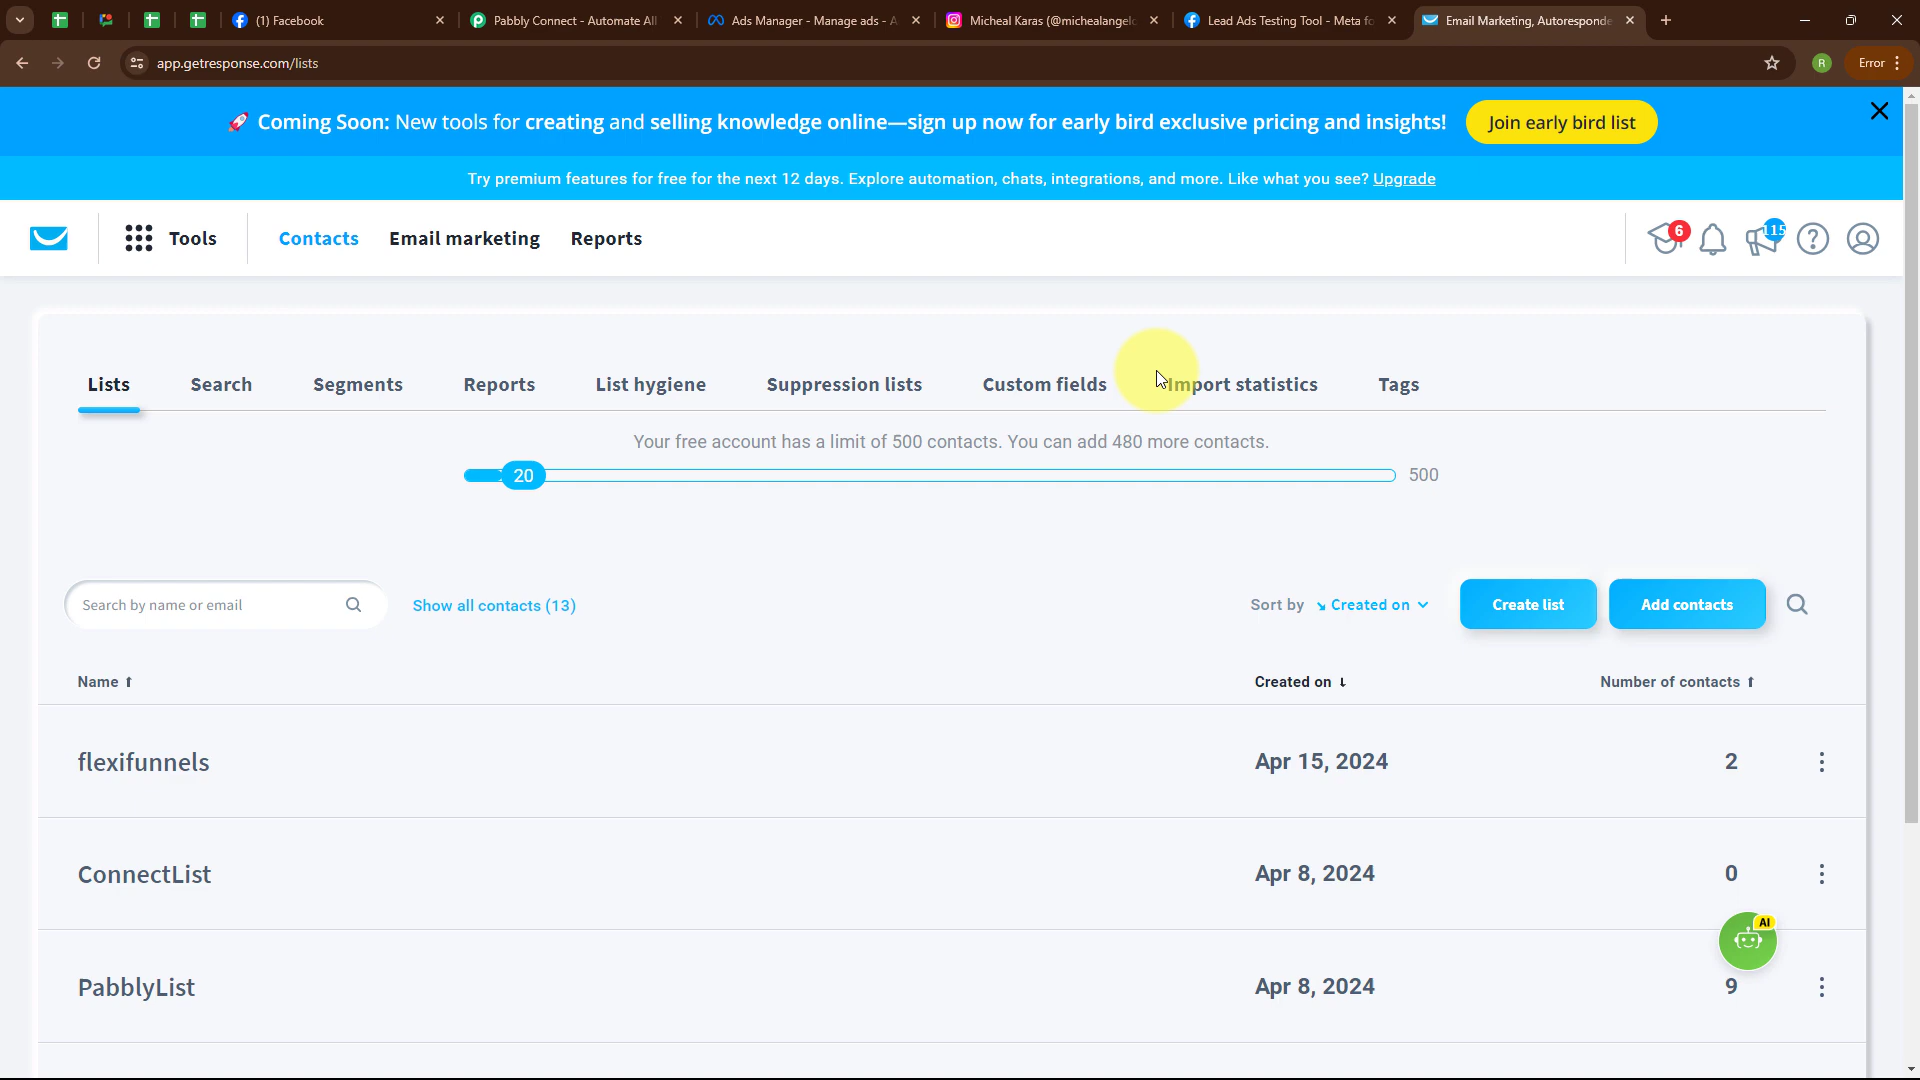 (1) Facebook
Pabbly Connect - Automate All
Ads Manager - Manage ads - A
Micheal Karas (@michealangelo
Lead Ads Testing Tool - Meta fo
Email Marketing, Autoresponde
app.getresponse.com/lists
R
Error
🚀 Coming Soon: New tools for creating and selling knowledge online—sign up now for early bird exclusive pricing and insights!
Join early bird list
Try premium features for free for the next 12 days. Explore automation, chats, integrations, and more. Like what you see? Upgrade
Tools
Contacts
Email marketing
Reports
6
115
Lists
Search
Segments
Reports
List hygiene
Suppression lists
Custom fields
Import statistics
Tags
Your free account has a limit of 500 contacts. You can add 480 more contacts.
20
500
Search by name or email
Show all contacts (13)
Sort by
Created on
Create list
Add contacts
Name
Created on
Number of contacts
flexifunnels
Apr 15, 2024
2
ConnectList
Apr 8, 2024
0
AI
PabblyList
Apr 8, 2024
9